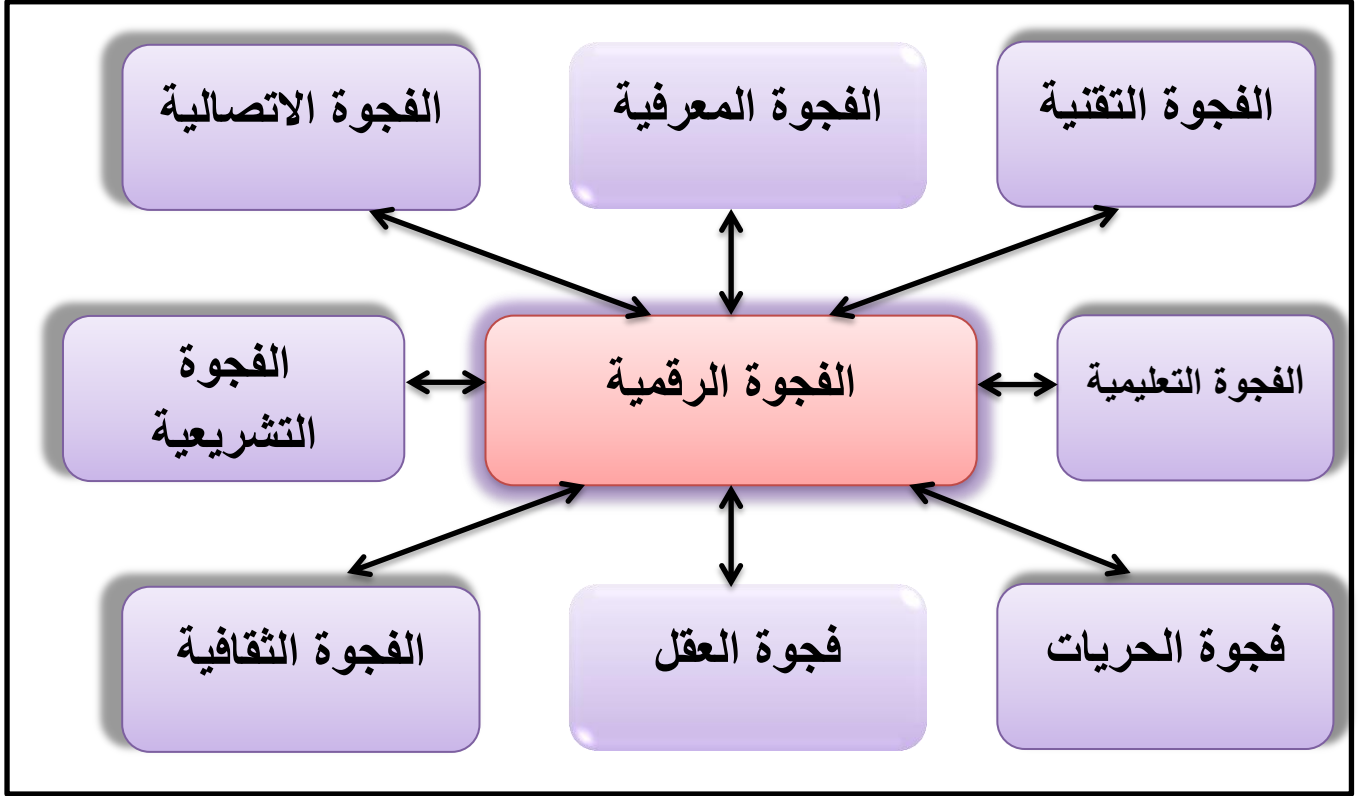 الفجوة التقنية
الفجوة المعرفية
الفجوة الاتصالية
الفجوة التعليمية
الفجوة الرقمية
الفجوة
التشريعية
فجوة الحريات
فجوة العقل
الفجوة الثقافية